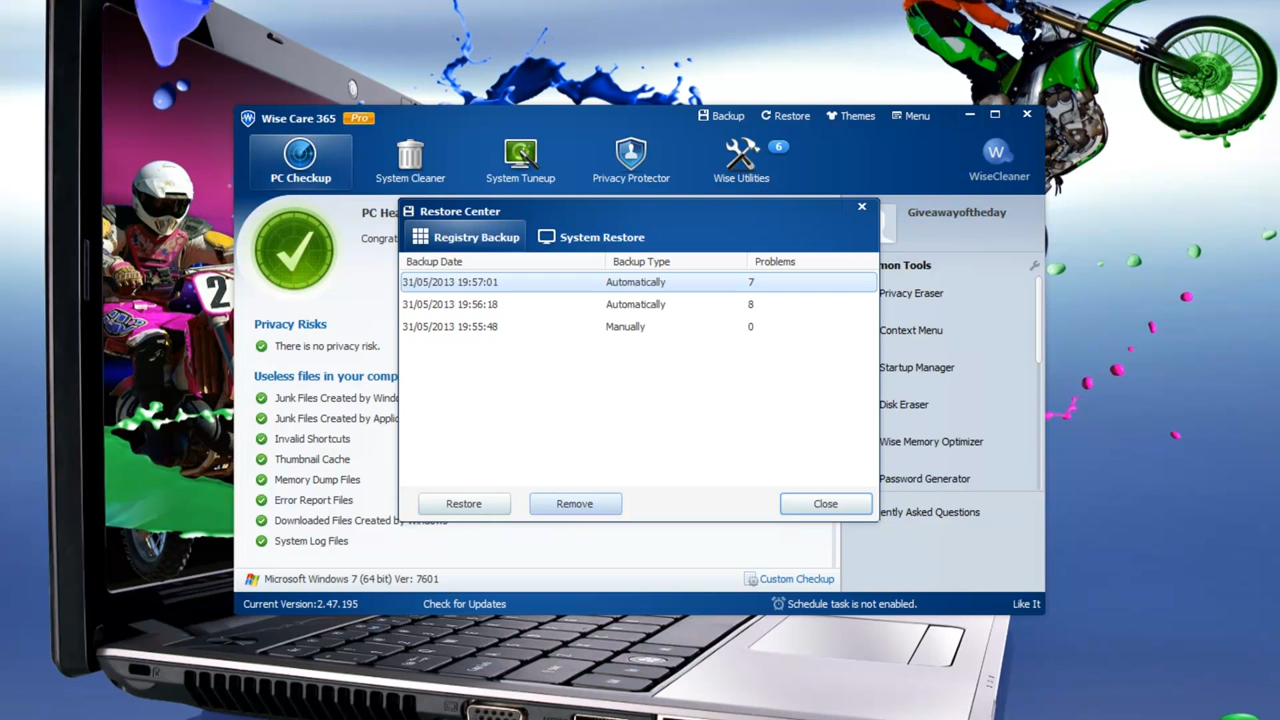 Wise Care 365 Pro
Backup Restore Themes Menu
PC Checkup
System Cleaner
System Tuneup
Privacy Protector
Wise Utilities
6
W
WiseCleaner
PC Hea
Congrat
Privacy Risks
There is no privacy risk.
Useless files in your comp
Junk Files Created by Windo
Junk Files Created by Applic
Invalid Shortcuts
Thumbnail Cache
Memory Dump Files
Error Report Files
Downloaded Files Created by Windows
System Log Files
Restore Center
Registry Backup System Restore
Backup Date Backup Type Problems
31/05/2013 19:57:01 Automatically 7
31/05/2013 19:56:18 Automatically 8
31/05/2013 19:55:48 Manually 0
Restore Remove Close
Giveawayoftheday
mon Tools
Privacy Eraser
Context Menu
Startup Manager
Disk Eraser
Wise Memory Optimizer
Password Generator
ently Asked Questions
Microsoft Windows 7 (64 bit) Ver: 7601
Custom Checkup
Current Version:2.47.195 Check for Updates Schedule task is not enabled. Like It
2